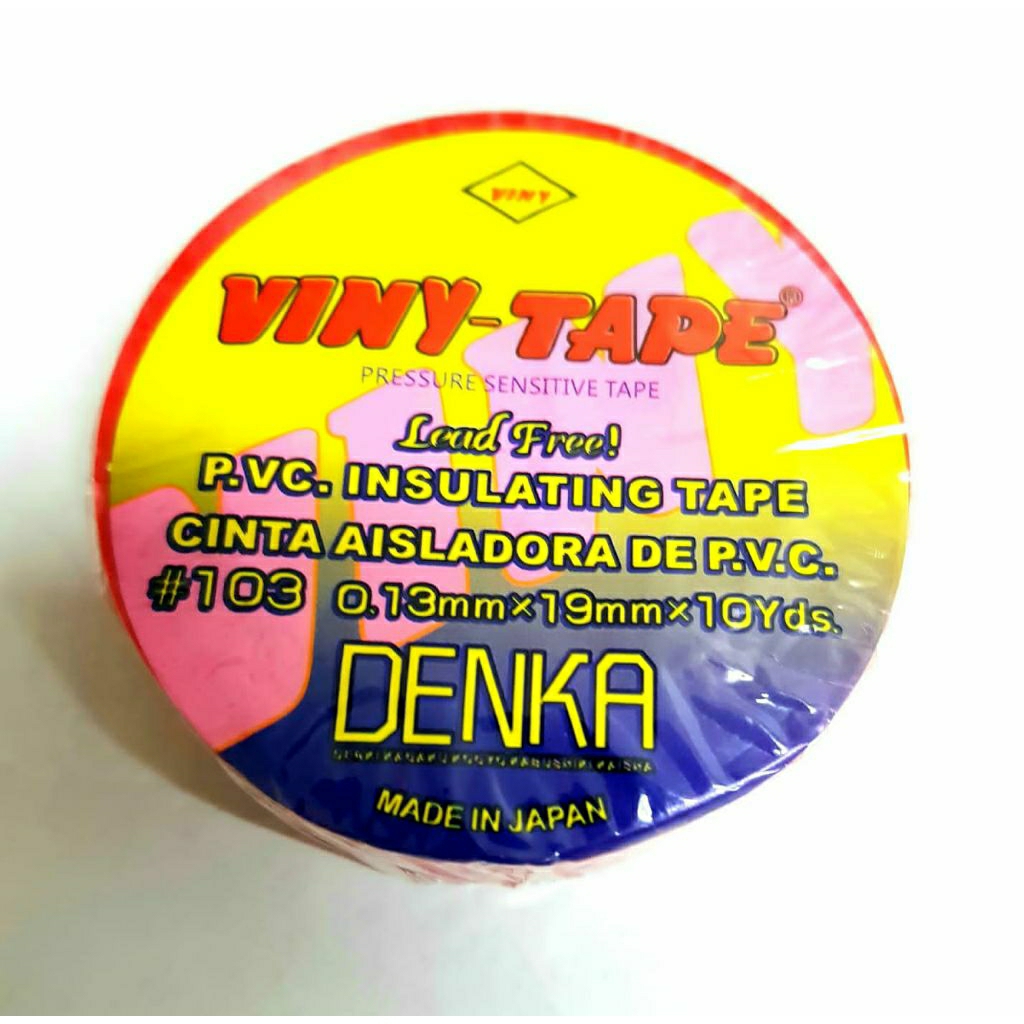 VINY
VINY-TAPE®
PRESSURE SENSITIVE TAPE
Lead Free!
P.VC. INSULATING TAPE
CINTA AISLADORA DE P.V.C.
#103 0.13mm×19mm×10Yds.
DENKA
MADE IN JAPAN